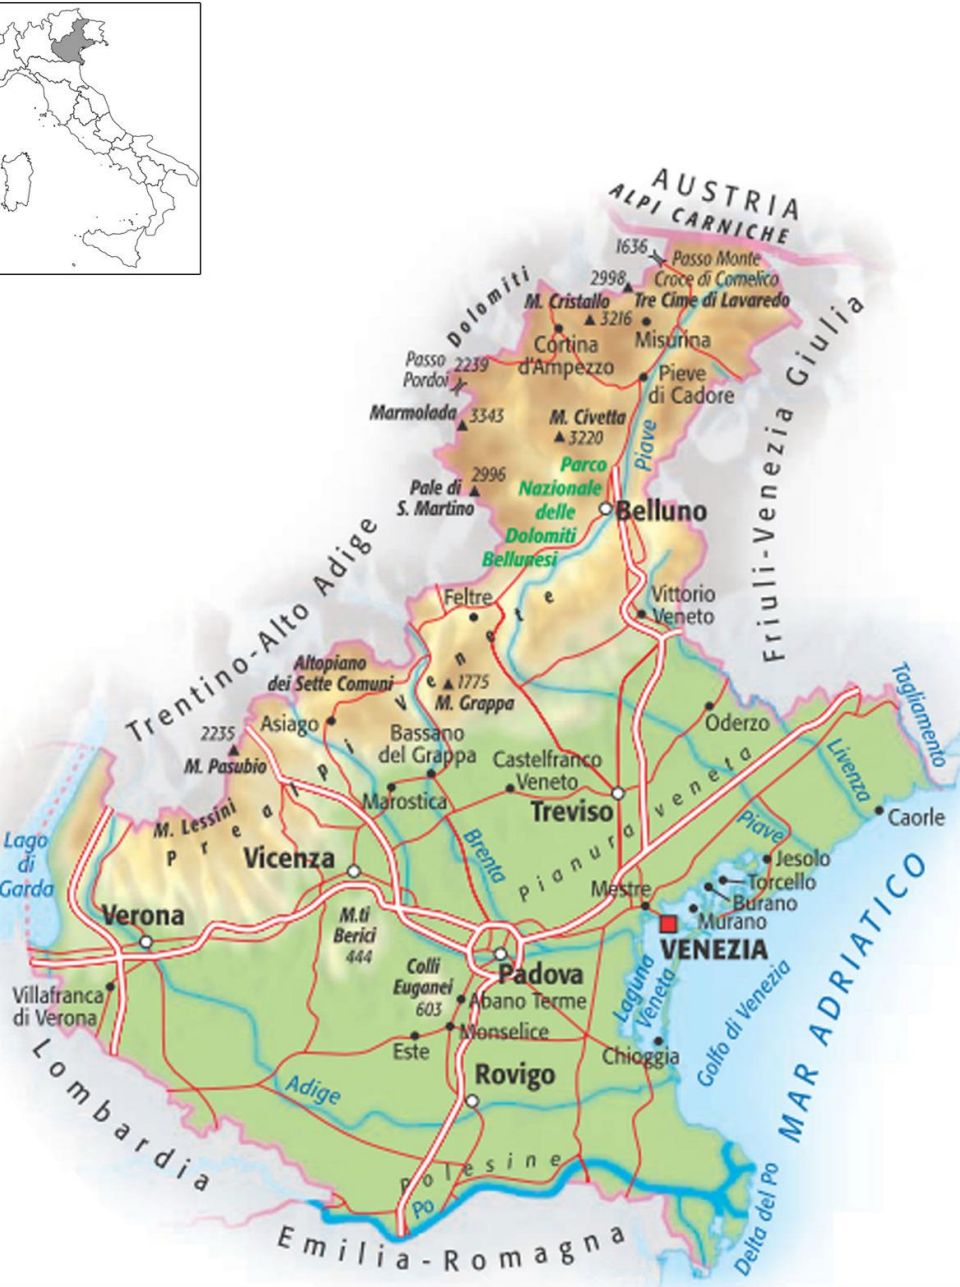 AUSTRIA
ALPI CARNICHE
1636
Passo Monte
Croce di Comelico
2998
Tre Cime di Lavaredo
Dolomiti
M. Cristallo
3216
Misurina
Cortina
d'Ampezzo
Passo
Pordoi
2239
Pieve
di Cadore
Marmolada
3343
M. Civetta
3220
Piave
Friuli-Venezia Giulia
Parco
Nazionale
delle
Dolomiti
Bellunesi
2996
Pale di
S. Martino
Belluno
Trentino-Alto Adige
Feltre
Vittorio
Veneto
Prealpi Venete
Altopiano
dei Sette Comuni
1775
M. Grappa
Asiago
2235
M. Pasubio
Bassano
del Grappa
Castelfranco
Veneto
Oderzo
Tagliamento
Livenza
Marostica
Treviso
Pianura veneta
Piave
Caorle
M. Lessini
Lago
di
Garda
Vicenza
Brenta
Jesolo
Torcello
Burano
Murano
Mestre
VENEZIA
Verona
M.ti
Berici
444
Padova
Colli
Euganei
603
Abano Terme
Laguna
Veneta
Golfo di Venezia
MAR ADRIATICO
Villafranca
di Verona
Monselice
Este
Chioggia
Rovigo
Adige
Lombardia
Polesine
Po
Delta del Po
Emilia-Romagna